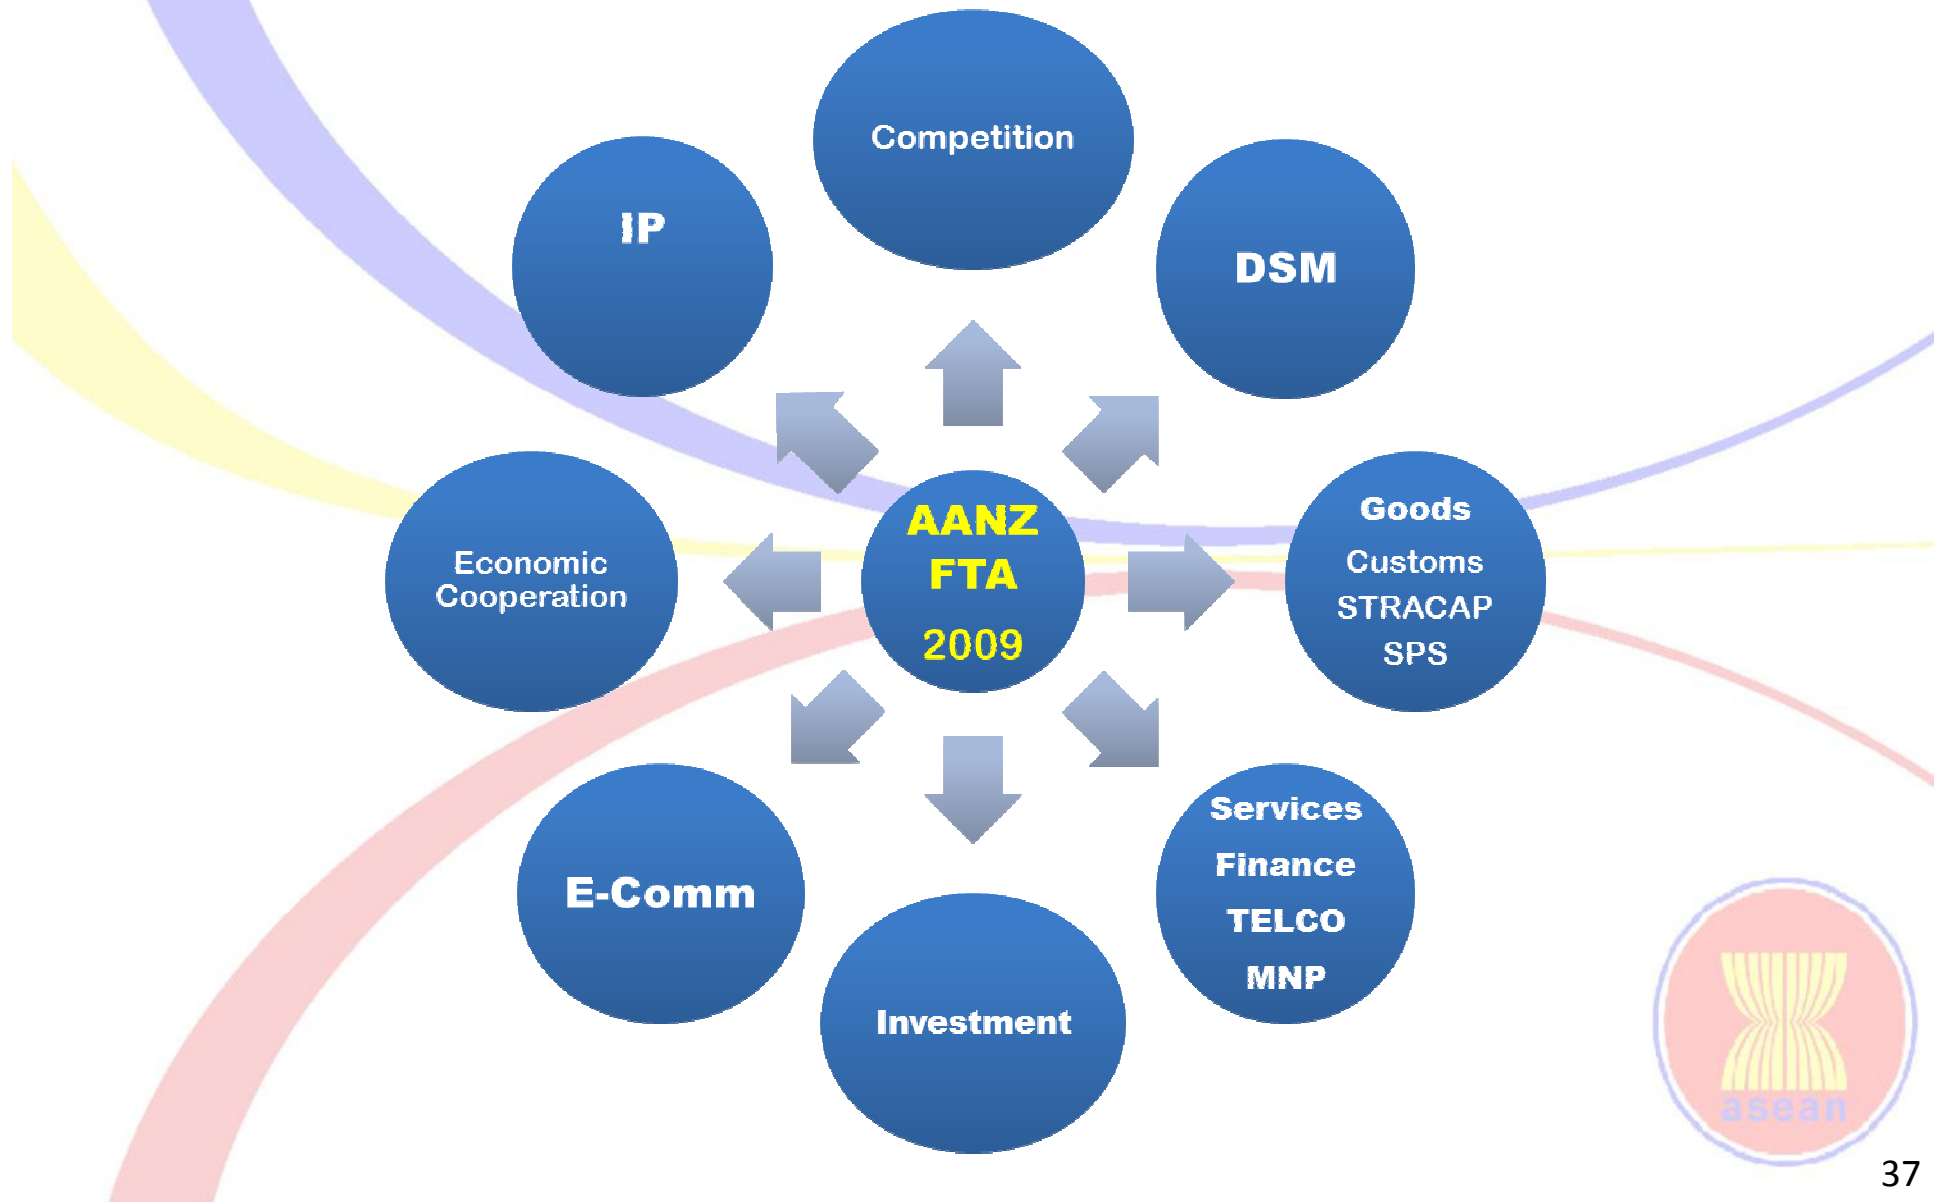 Competition
IP
DSM
AANZ
FTA
2009
Goods
Customs
STRACAP
SPS
Economic
Cooperation
Services
Finance
TELCO
MNP
E-Comm
Investment
asean
37